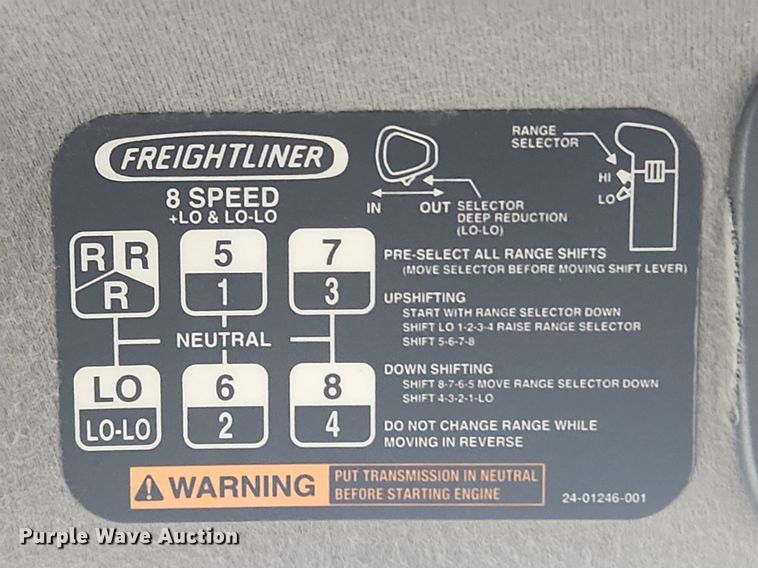 FREIGHTLINER
8 SPEED
+LO & LO-LO
IN OUT
SELECTOR
DEEP REDUCTION
(LO-LO)
RANGE
SELECTOR
HI
LO
R R
R
5
1
7
3
NEUTRAL
LO
LO-LO
6
2
8
4
PRE-SELECT ALL RANGE SHIFTS
(MOVE SELECTOR BEFORE MOVING SHIFT LEVER)
UPSHIFTING
START WITH RANGE SELECTOR DOWN
SHIFT LO 1-2-3-4 RAISE RANGE SELECTOR
SHIFT 5-6-7-8
DOWN SHIFTING
SHIFT 8-7-6-5 MOVE RANGE SELECTOR DOWN
SHIFT 4-3-2-1-LO
DO NOT CHANGE RANGE WHILE
MOVING IN REVERSE
WARNING
PUT TRANSMISSION IN NEUTRAL
BEFORE STARTING ENGINE
24-01246-001
Purple Wave Auction